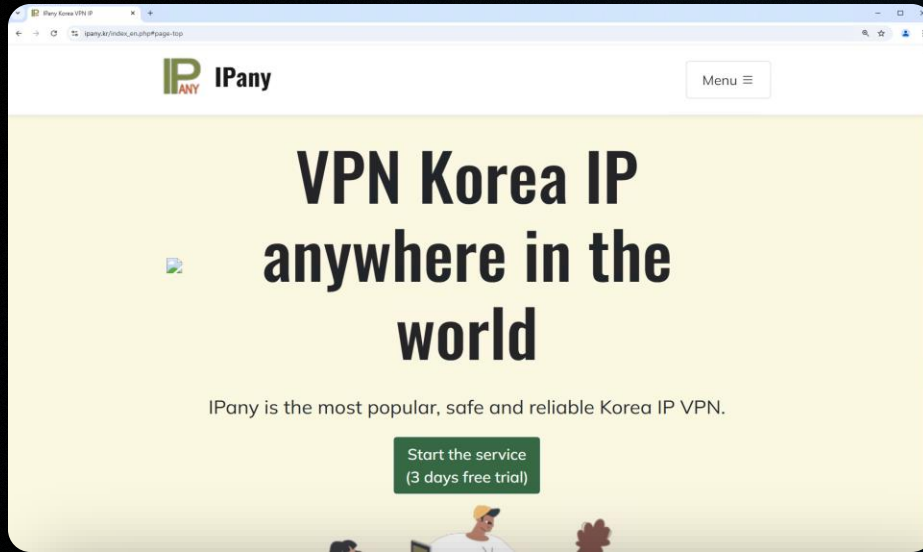 IPany Korea VPN IP
ipany.kr/index_en.php#page-top
IP
ANY
IPany
Menu
VPN Korea IP
anywhere in the
world
IPany is the most popular, safe and reliable Korea IP VPN.
Start the service
(3 days free trial)